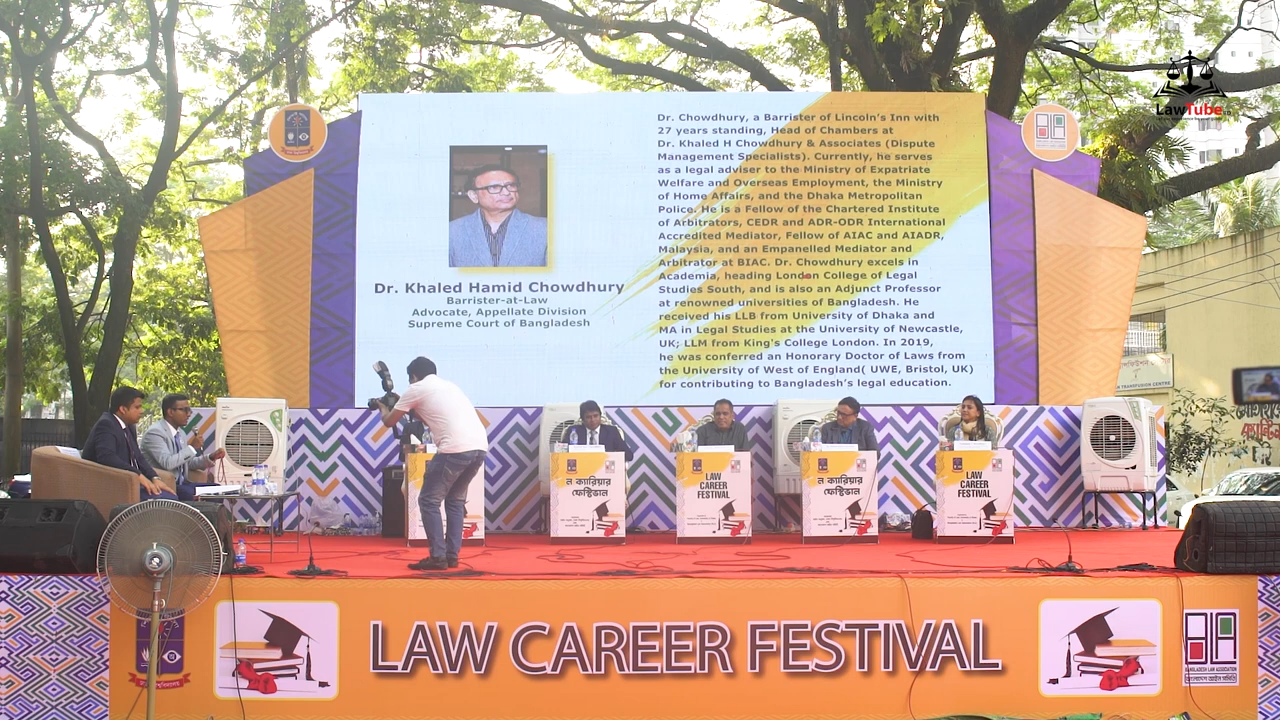 LawTube
Dr. Chowdhury, a Barrister of Lincoln's Inn with
27 years standing, Head of Chambers at
Dr. Khaled H Chowdhury & Associates (Dispute
Management Specialists). Currently, he serves
as a legal adviser to the Ministry of Expatriate
Welfare and Overseas Employment, the Ministry
of Home Affairs, and the Dhaka Metropolitan
Police. He is a Fellow of the Chartered Institute
of Arbitrators, CEDR and ADR-ODR International
Accredited Mediator, Fellow of AIAC and AIADR,
Malaysia, and an Empanelled Mediator and
Arbitrator at BIAC. Dr. Chowdhury excels in
Academia, heading London College of Legal
Studies South, and is also an Adjunct Professor
at renowned universities of Bangladesh. He
received his LLB from University of Dhaka and
MA in Legal Studies at the University of Newcastle,
UK; LLM from King's College London. In 2019,
he was conferred an Honorary Doctor of Laws from
the University of West of England( UWE, Bristol, UK)
for contributing to Bangladesh's legal education.
Dr. Khaled Hamid Chowdhury
Barrister-at-Law
Advocate, Appellate Division
Supreme Court of Bangladesh
TRANSFUSION CENTRE
ল ক্যারিয়ার
ফেস্টিভাল
LAW
CAREER
FESTIVAL
ল ক্যারিয়ার
ফেস্টিভাল
LAW
CAREER
FESTIVAL
LAW CAREER FESTIVAL
BLA
BANGLADESH LAW ASSOCIATION